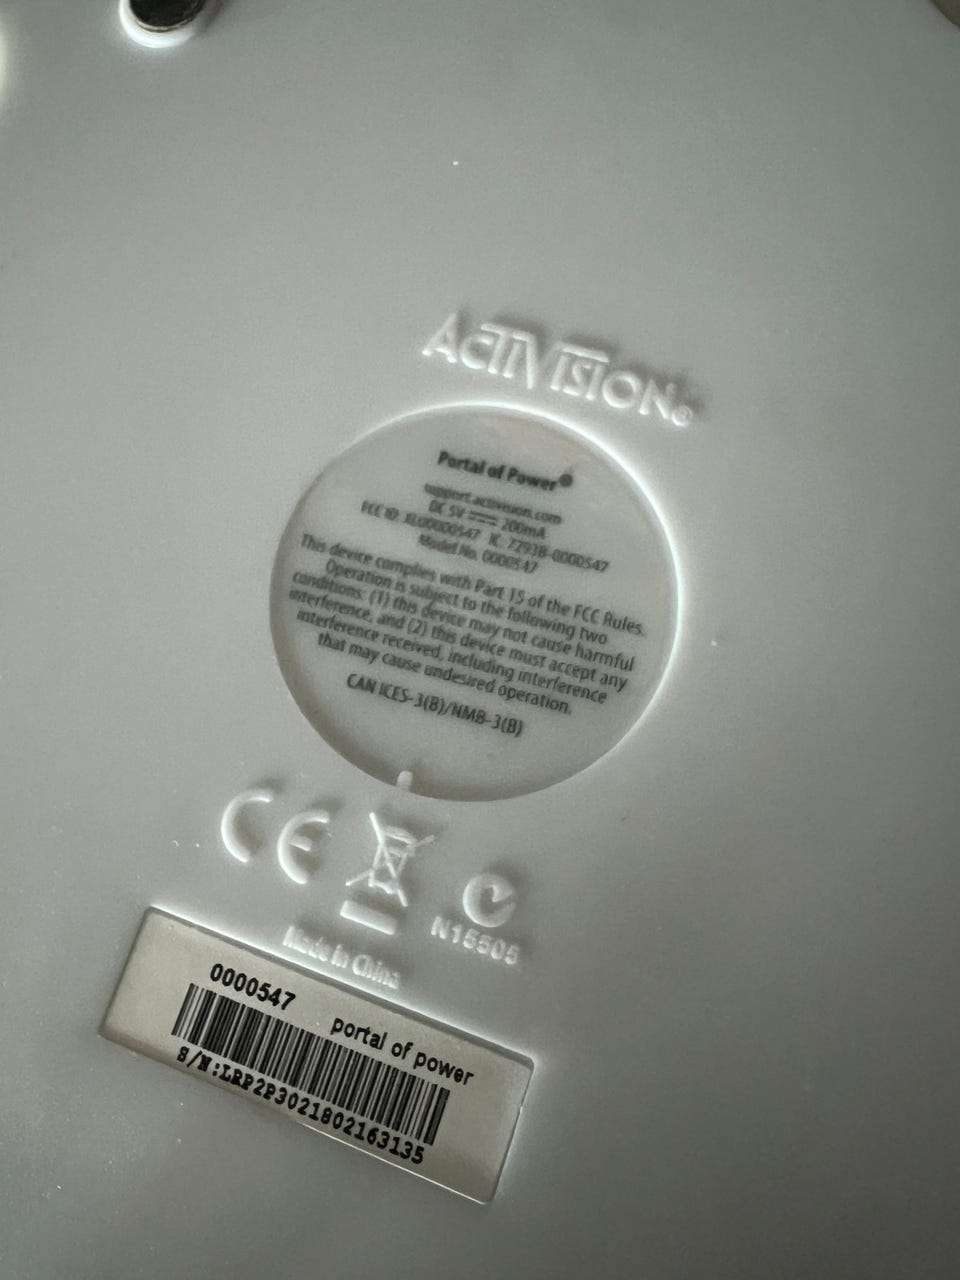 ACTIVISION®
Portal of Power®
support.activision.com
DC 5V ⎓ 200mA
FCC ID: XLU0000547 IC: 7293B-0000547
Model No. 0000547
This device complies with Part 15 of the FCC Rules.
Operation is subject to the following two
conditions: (1) this device may not cause harmful
interference, and (2) this device must accept any
interference received, including interference
that may cause undesired operation.
CAN ICES-3(B)/NMB-3(B)
CE
N15505
Made in China
0000547 portal of power
S/N:LRP2P3021802163135